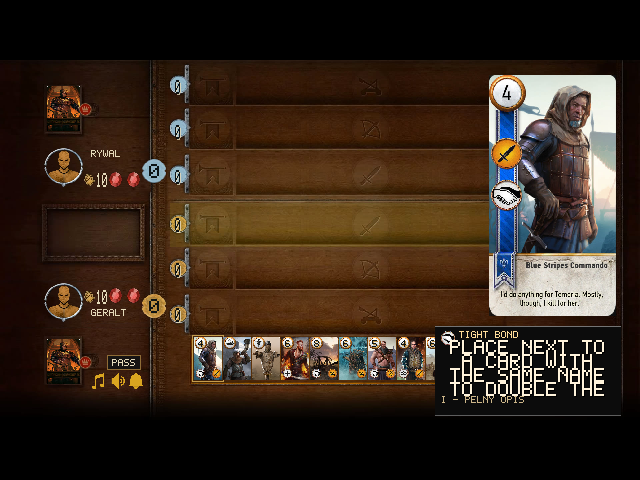 0
0
RYWAL
10
0
0
0
0
10
0
0
GERALT
PASS
4
Blue Stripes Commando
I'd do anything for Temeria. Mostly,
though, I kill for her.
TIGHT BOND
PLACE NEXT TO
A CARD WITH
THE SAME NAME
TO DOUBLE THE
I - PELNY OPIS